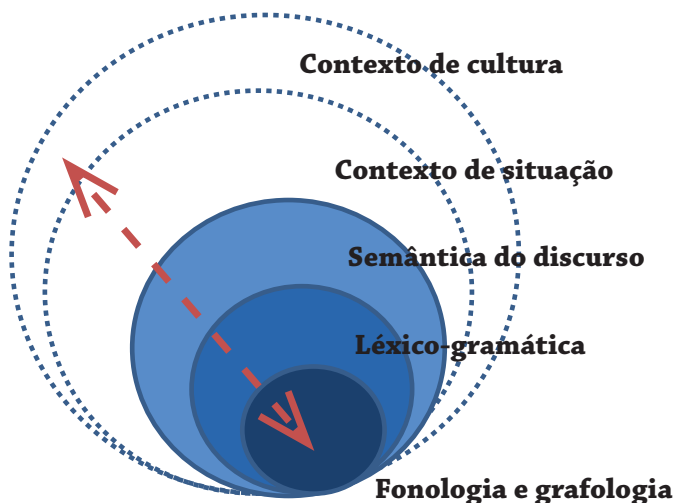 Contexto de cultura
Contexto de situação
Semântica do discurso
Léxico-gramática
Fonologia e grafologia